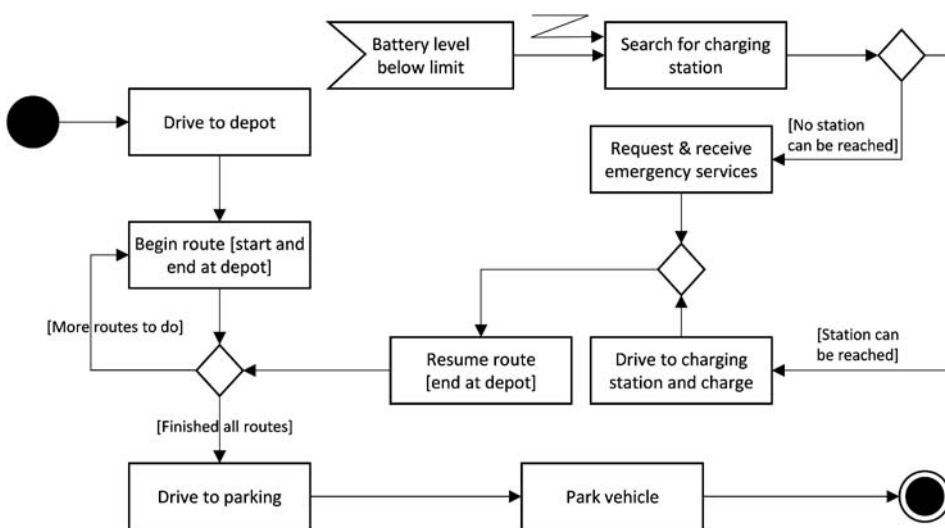 Battery level
below limit
Search for charging
station
Drive to depot
[No station
can be reached]
Request & receive
emergency services
Begin route [start and
end at depot]
[More routes to do]
[Station can
be reached]
Resume route
[end at depot]
Drive to charging
station and charge
[Finished all routes]
Drive to parking
Park vehicle